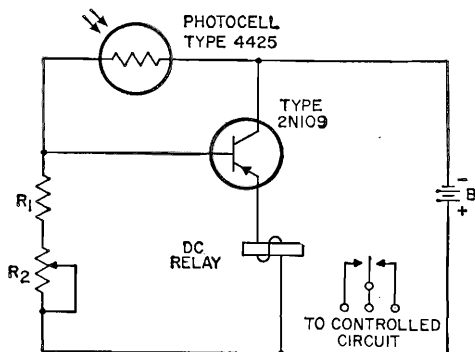 PHOTOCELL
TYPE 4425
TYPE
2N109
R1
R2
DC
RELAY
-
B
+
TO CONTROLLED
CIRCUIT